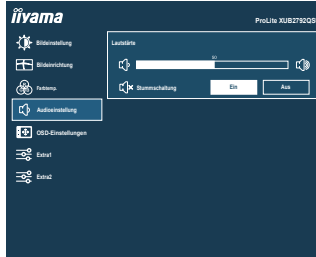 iiyama
ProLite XUB2792QS
Bildeinstellung
Bildeinrichtung
Farbtemp.
Audioeinstellung
OSD-Einstellungen
Extra1
Extra2
Lautstärke
50
Stummschaltung
Ein
Aus